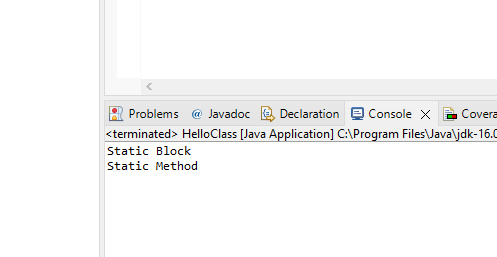 Problems @ Javadoc Declaration Console Covera
<terminated> HelloClass [Java Application] C:\Program Files\Java\jdk-16.0
Static Block
Static Method